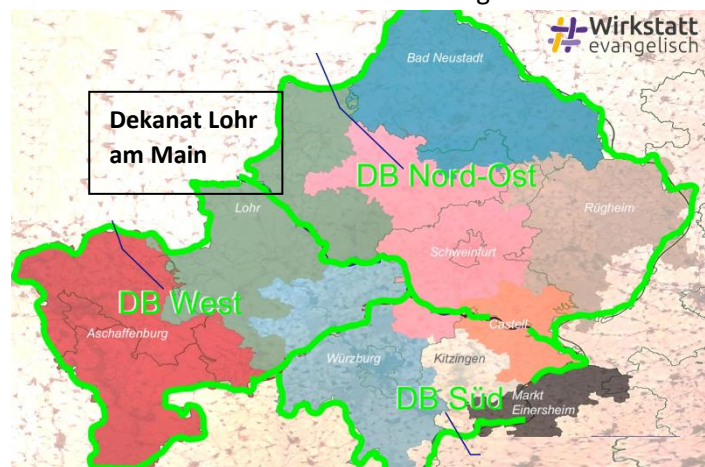 Wirkstatt
evangelisch
Bad Neustadt
Dekanat Lohr
am Main
DB Nord-Ost
Lohr
Rügheim
Schweinfurt
DB West
Aschaffenburg
Castell
Würzburg
Kitzingen
DB Süd
Markt
Einersheim